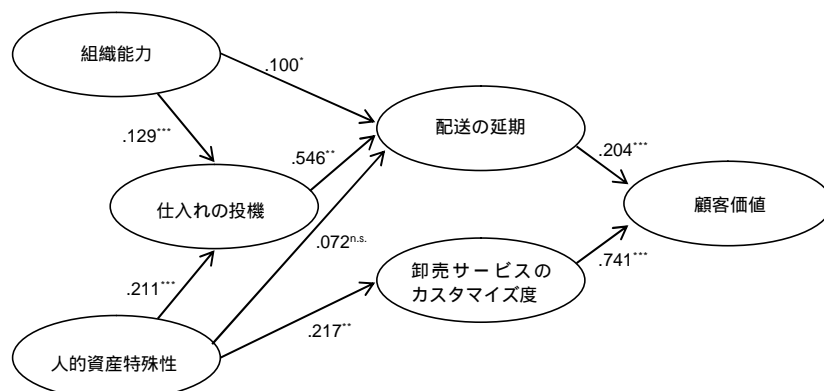 組織能力
.100*
配送の延期
.129***
.546**
.204***
仕入れの投機
顧客価値
.072n.s.
卸売サービスの
カスタマイズ度
.741***
.211***
.217**
人的資産特殊性